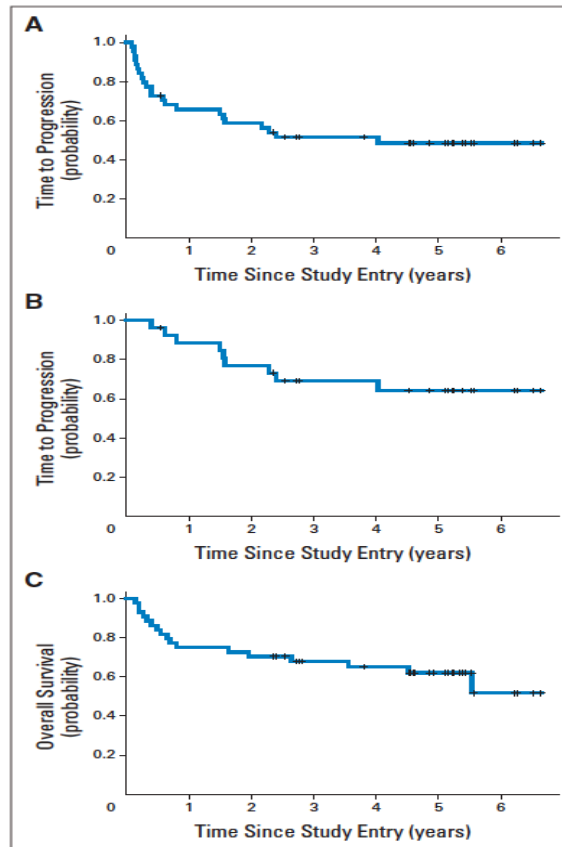 A
Time to Progression
(probability)
1.0
0.8
0.6
0.4
0.2
0 1 2 3 4 5 6
Time Since Study Entry (years)
B
Time to Progression
(probability)
1.0
0.8
0.6
0.4
0.2
0 1 2 3 4 5 6
Time Since Study Entry (years)
C
Overall Survival
(probability)
1.0
0.8
0.6
0.4
0.2
0 1 2 3 4 5 6
Time Since Study Entry (years)